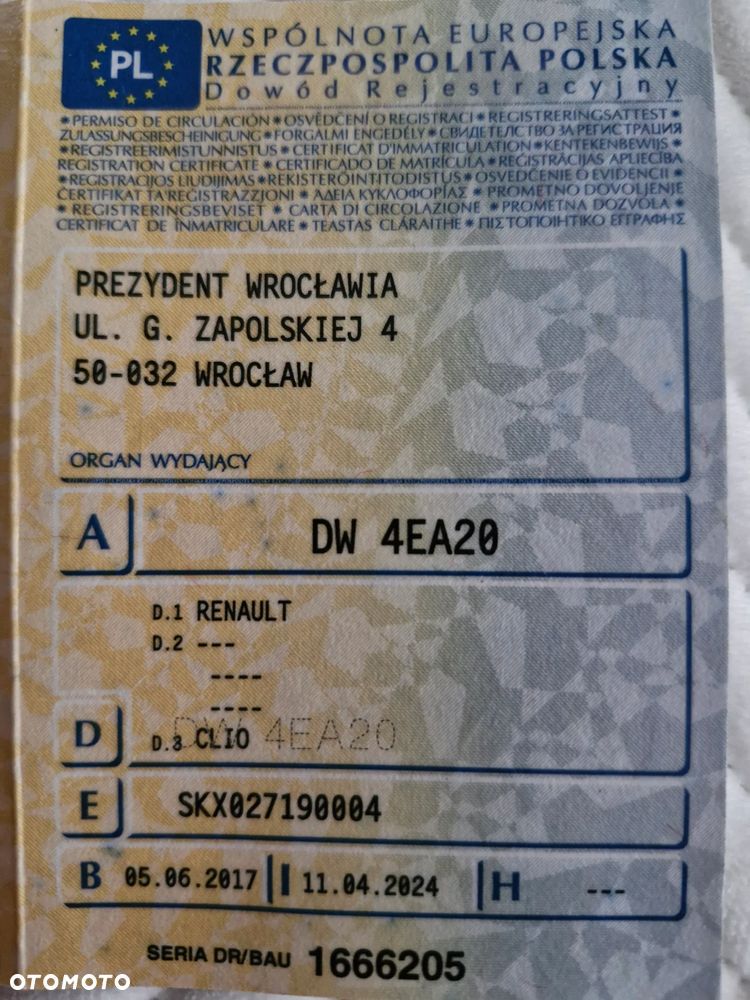 PL
WSPÓLNOTA EUROPEJSKA
RZECZPOSPOLITA POLSKA
Dowód Rejestracyjny
* PERMISO DE CIRCULACIÓN * OSVĚDČENÍ O REGISTRACI * REGISTRERINGSATTEST *
ZULASSUNGSBESCHEINIGUNG * FORGALMI ENGEDÉLY * СВИДЕТЕЛСТВО ЗА РЕГИСТРАЦИЯ
* REGISTREERIMISTUNNISTUS * CERTIFICAT D'IMMATRICULATION * KENTEKENBEWIJS *
REGISTRATION CERTIFICATE * CERTIFICADO DE MATRÍCULA * REĢISTRĀCIJAS APLIECĪBA
* REGISTRACIJOS LIUDIJIMAS * REKISTERÖINTITODISTUS * OSVEDČENIE O EVIDENCII *
ĊERTIFIKAT TA' REĠISTRAZZJONI * ΑΔΕΙΑ ΚΥΚΛΟΦΟΡΙΑΣ * PROMETNO DOVOLJENJE
* REGISTRERINGSBEVISET * CARTA DI CIRCOLAZIONE * PROMETNA DOZVOLA *
CERTIFICAT DE ÎNMATRICULARE * TEASTAS CLÁRAITHE * ΠΙΣΤΟΠΟΙΗΤΙΚΟ ΕΓΓΡΑΦΗΣ
PREZYDENT WROCŁAWIA
UL. G. ZAPOLSKIEJ 4
50-032 WROCŁAW
ORGAN WYDAJĄCY
A DW 4EA20
D.1 RENAULT
D.2 ---
----
----
D D.3 CLIO DW 4EA20
E SKX027190004
B 05.06.2017 I 11.04.2024 H ---
SERIA DR/BAU 1666205
OTOMOTO